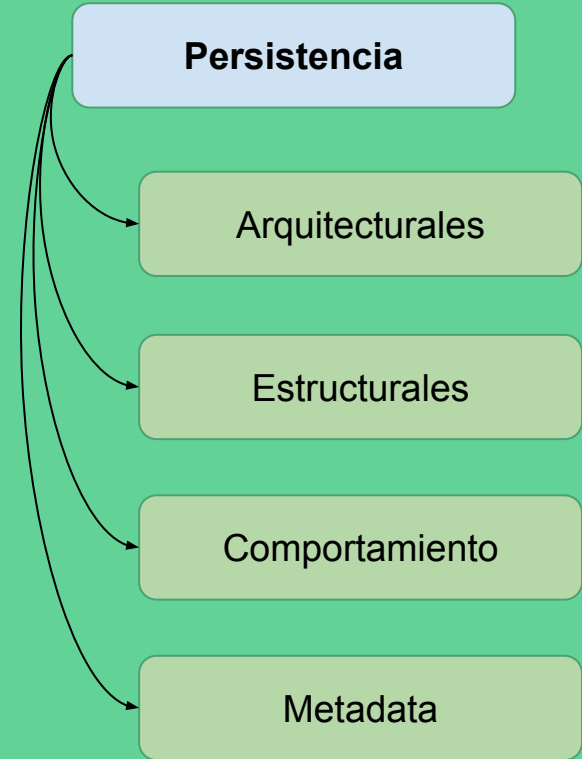 Persistencia
Arquitecturales
Estructurales
Comportamiento
Metadata